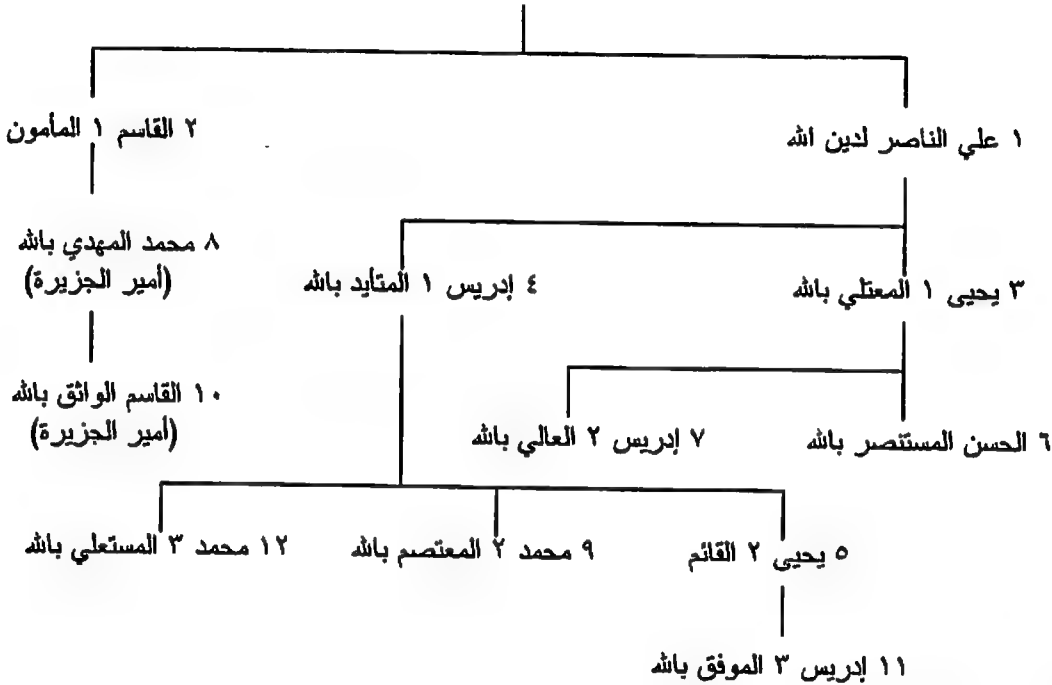 ١ علي الناصر لدين الله
٢ القاسم ١ المأمون
٨ محمد المهدي بالله
(أمير الجزيرة)
٣ يحيى ١ المعتلي بالله
٤ إدريس ١ المتأيد بالله
١٠ القاسم الواثق بالله
(أمير الجزيرة)
٦ الحسن المستنصر بالله
٧ إدريس ٢ العالي بالله
٥ يحيى ٢ القائم
٩ محمد ٢ المعتصم بالله
١٢ محمد ٣ المستعلي بالله
١١ إدريس ٣ الموفق بالله